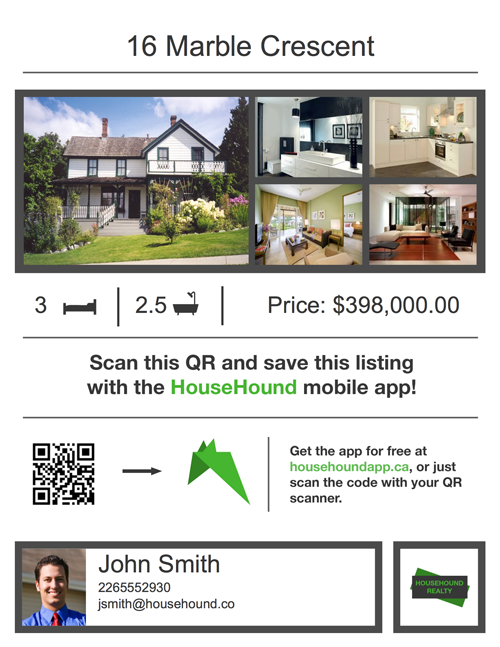 16 Marble Crescent
3
2.5
Price: $398,000.00
Scan this QR and save this listing
with the HouseHound mobile app!
Get the app for free at
househoundapp.ca, or just
scan the code with your QR
scanner.
John Smith
2265552930
jsmith@househound.co
HOUSEHOUND
REALTY